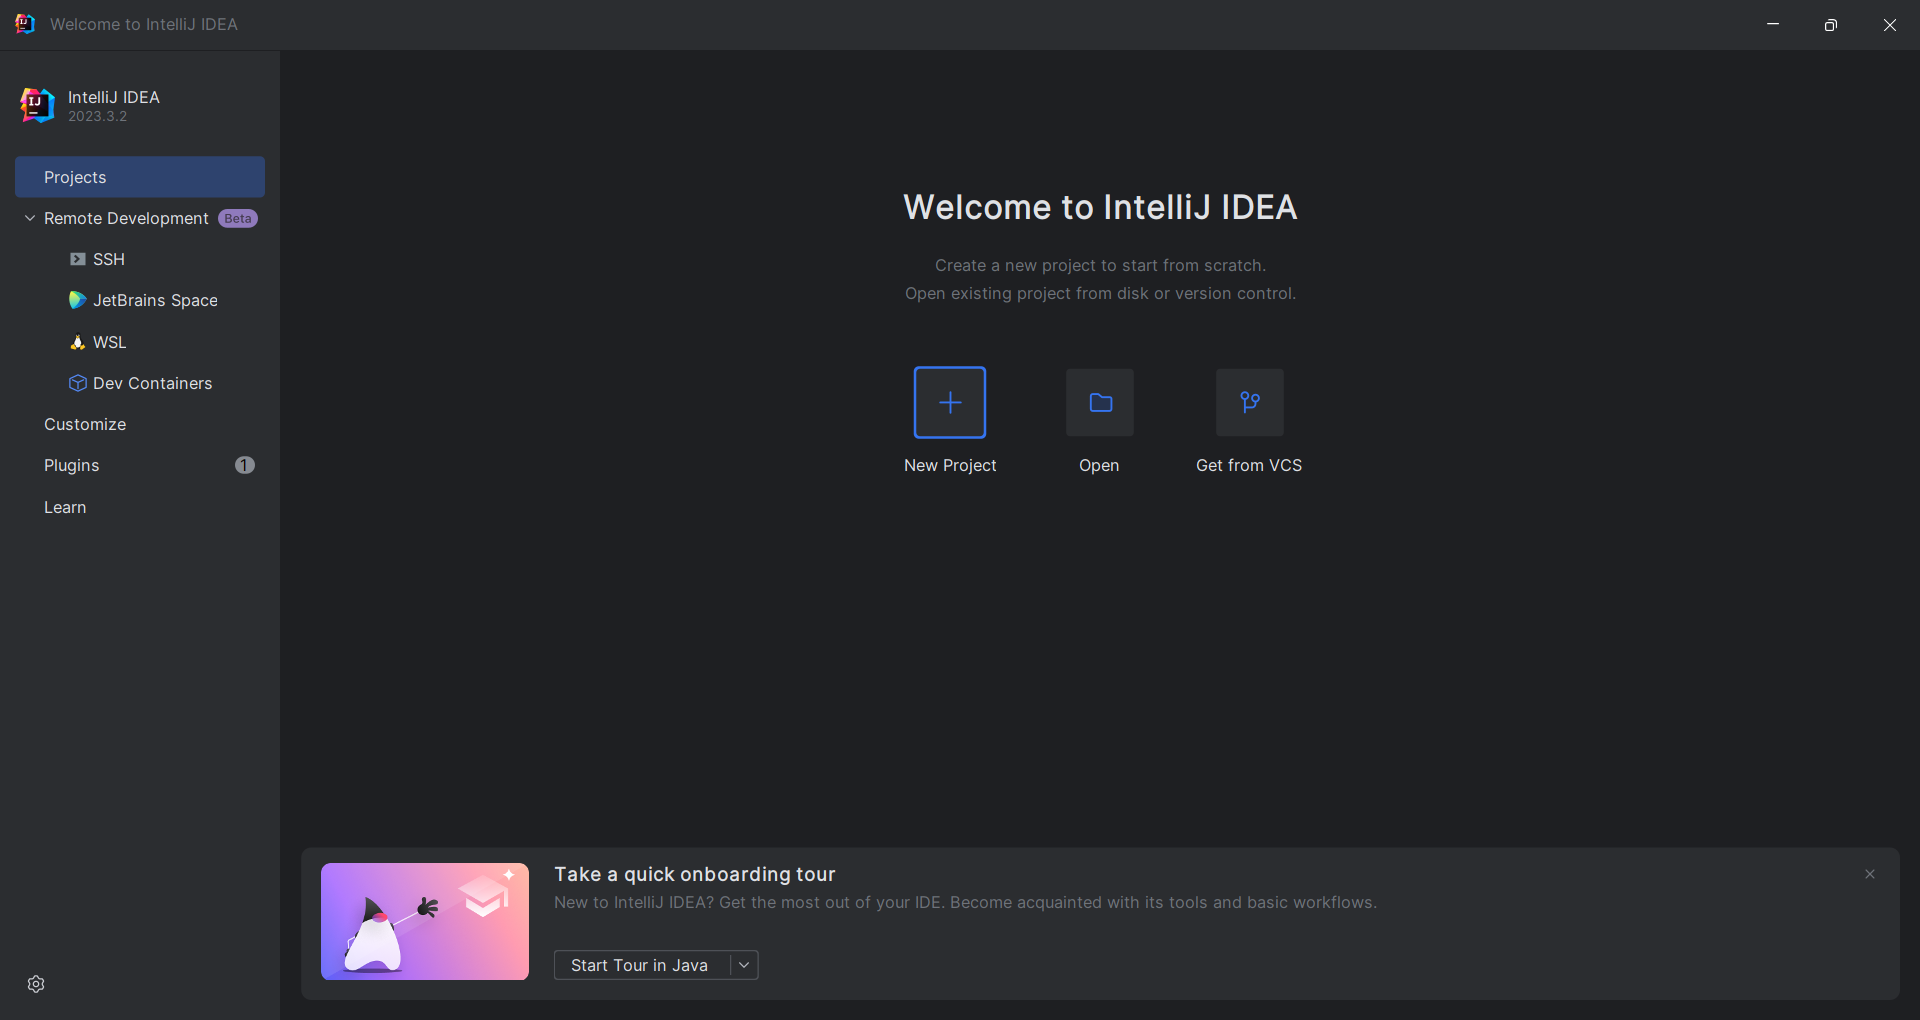 Welcome to IntelliJ IDEA
IJ
IntelliJ IDEA
2023.3.2
Projects
Remote Development Beta
SSH
JetBrains Space
WSL
Dev Containers
Customize
Plugins 1
Learn
Welcome to IntelliJ IDEA
Create a new project to start from scratch.
Open existing project from disk or version control.
New Project
Open
Get from VCS
Take a quick onboarding tour
New to IntelliJ IDEA? Get the most out of your IDE. Become acquainted with its tools and basic workflows.
Start Tour in Java